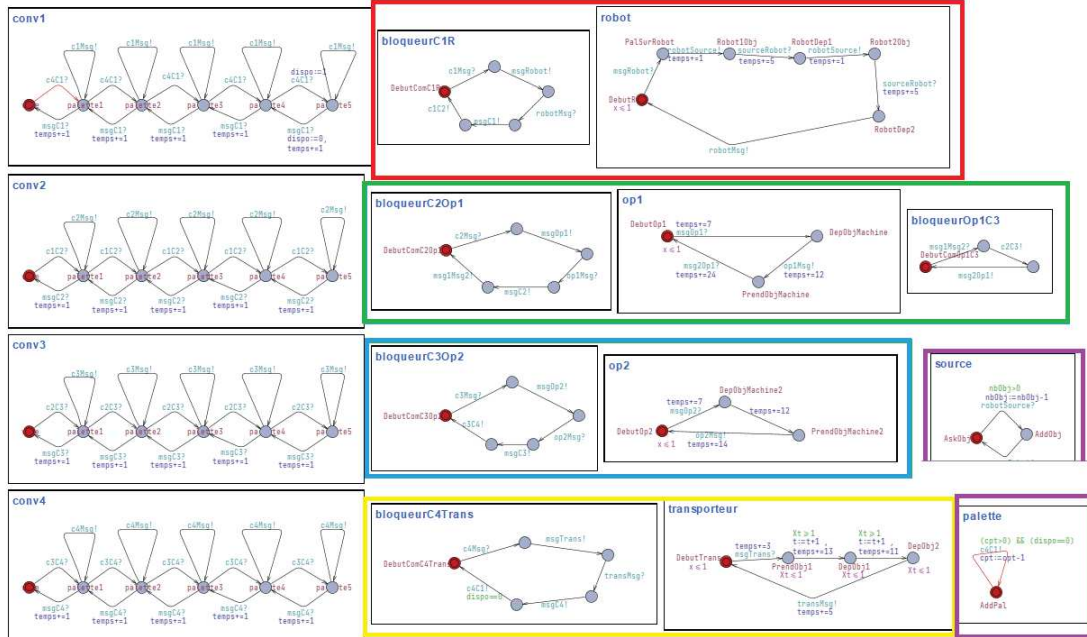 conv1
c1Msg! c1Msg! c1Msg! c1Msg! c1Msg!
dispo:=1
c4C1? c4C1? c4C1? c4C1? c4C1?
palette1 palette2 palette3 palette4 palette5
msgC1? msgC1? msgC1? msgC1? msgC1?
temps+=1 temps+=1 temps+=1 temps+=1 dispo:=0,
temps+=1
bloqueurC1R
c1Msg? msgRobot!
DebutComC1R
c1C2! msgC1! robotMsg?
robot
PalSurRobot Robot1Obj RobotDep1 Robot2Obj
robotSource! sourceRobot? robotSource!
temps+=1 temps+=5 temps+=1
msgRobot?
sourceRobot?
temps+=5
x≤1
RobotDep2
robotMsg!
conv2
c2Msg! c2Msg! c2Msg! c2Msg! c2Msg!
c1C2? c1C2? c1C2? c1C2? c1C2?
palette1 palette2 palette3 palette4 palette5
msgC2? msgC2? msgC2? msgC2? msgC2?
temps+=1 temps+=1 temps+=1 temps+=1 temps+=1
bloqueurC2Op1
c2Msg? msgOp1!
DebutComC2Op1
msg1Msg2! msgC2! op1Msg?
op1
DebutOp1 temps+=7
msgOp1? DepObjMachine
x≤1
msg2Op1! op1Msg!
temps+=24 temps+=12
PrendObjMachine
bloqueurOp1C3
msg1Msg2? c2C3!
DebutComOp1C3
msg2Op1!
conv3
c3Msg! c3Msg! c3Msg! c3Msg! c3Msg!
c2C3? c2C3? c2C3? c2C3? c2C3?
palette1 palette2 palette3 palette4 palette5
msgC3? msgC3? msgC3? msgC3? msgC3?
temps+=1 temps+=1 temps+=1 temps+=1 temps+=1
bloqueurC3Op2
c3Msg? msgOp2!
DebutComC3Op2
c3C4! msgC3! op2Msg?
op2
DepObjMachine2
temps+=7
msgOp2? temps+=12
DebutOp2 PrendObjMachine2
op2Msg!
x≤1 temps+=14
source
nbObj>0
nbObj:=nbObj-1
robotSource?
AskObj AddObj
conv4
c4Msg! c4Msg! c4Msg! c4Msg! c4Msg!
c3C4? c3C4? c3C4? c3C4? c3C4?
palette1 palette2 palette3 palette4 palette5
msgC4? msgC4? msgC4? msgC4? msgC4?
temps+=1 temps+=1 temps+=1 temps+=1 temps+=1
bloqueurC4Trans
c4Msg? msgTrans!
DebutComC4Trans
transMsg?
c4C1!
dispo==0 msgC4!
transporteur
Xt≥1 Xt≥1
temps+=3 t:=t+1 , t:=t+1 , DepObj2
msgTrans? temps+=13 temps+=11
DebutTrans
x≤1 PrendObj1 DepObj1
Xt≤1 Xt≤1 Xt≤1
transMsg!
temps+=5
palette
(cpt>0) && (dispo==0)
c4C1!
cpt:=cpt-1
AddPal